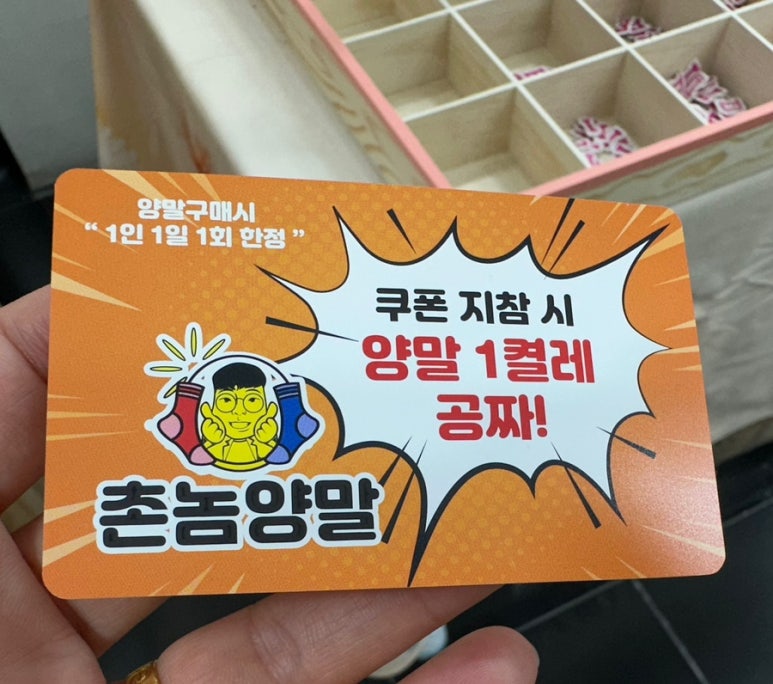 양말구매시
“ 1인 1일 1회 한정 ”
쿠폰 지참 시
양말 1켤레
공짜!
촌놈양말